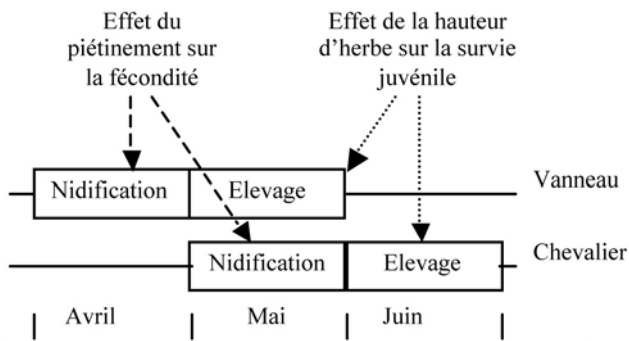 Effet du
piétinement sur
la fécondité
Effet de la hauteur
d’herbe sur la survie
juvénile
Nidification
Elevage
Vanneau
Nidification
Elevage
Chevalier
Avril
Mai
Juin